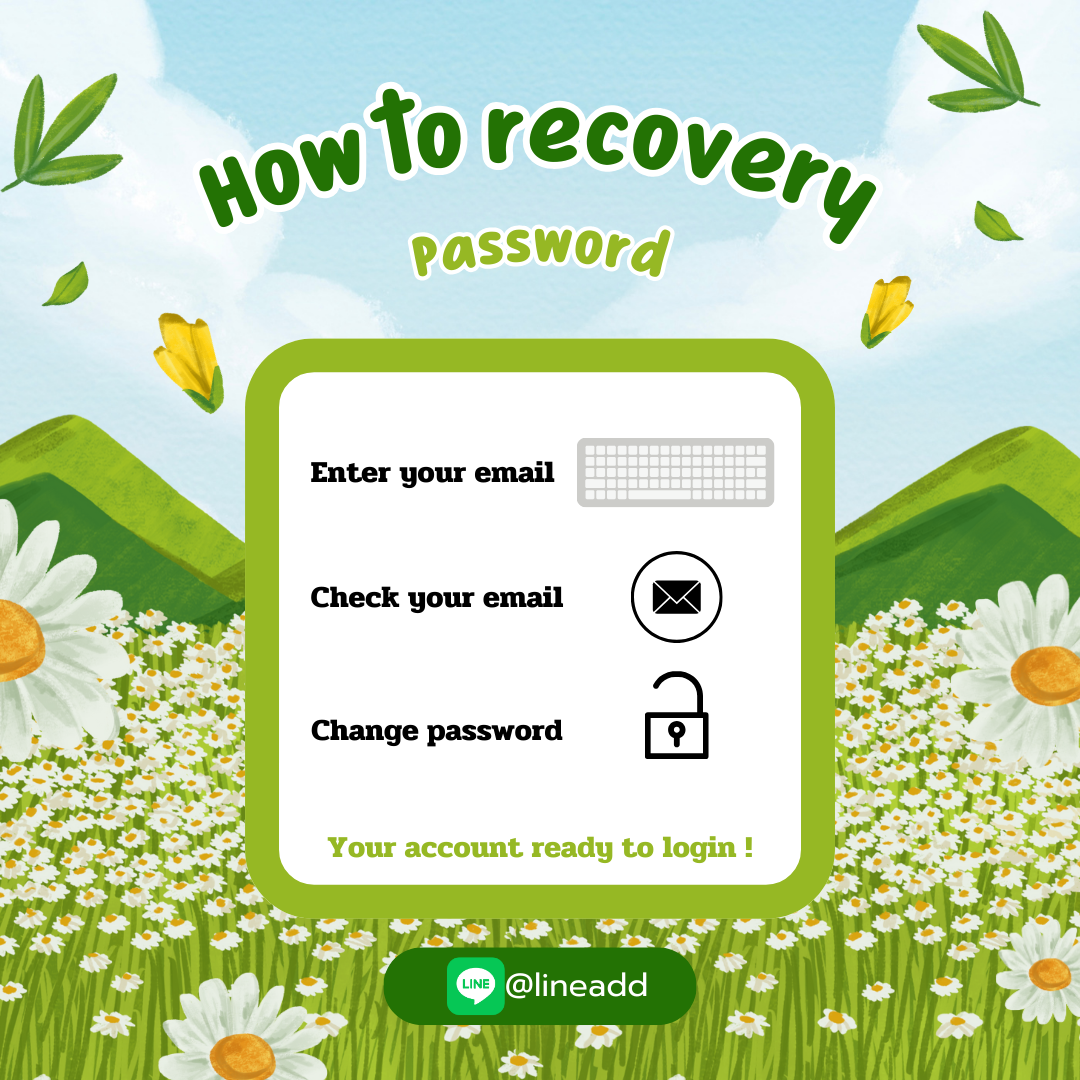 How to recovery
Password
Enter your email
Check your email
Change password
Your account ready to login !
LINE @lineadd